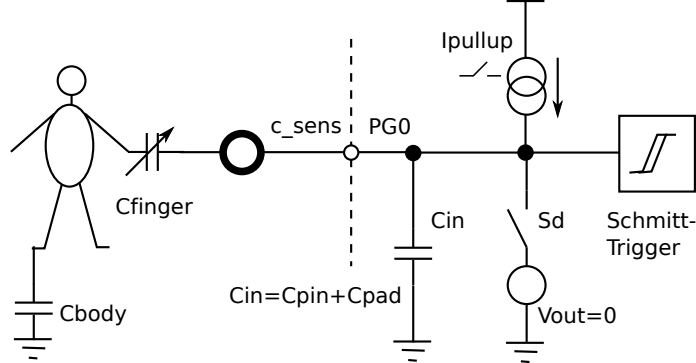 Ipullup
c_sens
PG0
Cfinger
Cin
Sd
Schmitt-
Trigger
Cin=Cpin+Cpad
Cbody
Vout=0